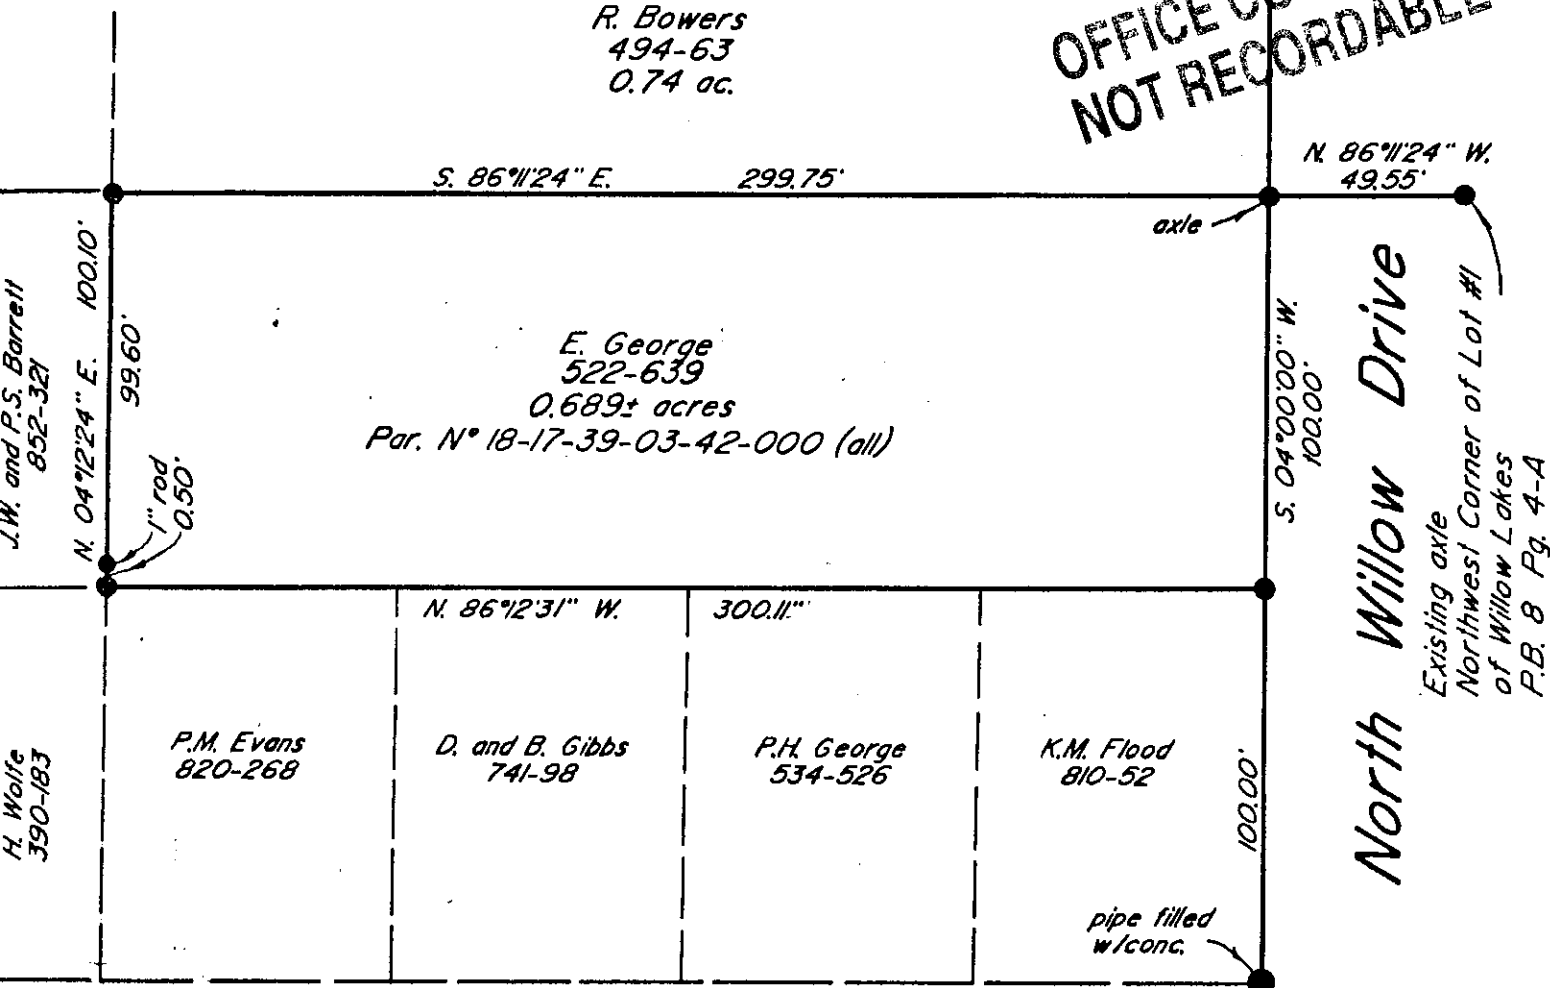 R. Bowers
494-63
0.74 ac.
OFFICE
NOT RECORDABLE
S. 86°11'24" E. 299.75'
N. 86°11'24" W.
49.55'
axle
J.W. and P.S. Barrett
852-321
N. 04°12'24" E. 100.10'
99.60'
1" rod
0.50'
E. George
522-639
0.689± acres
Par. Nº 18-17-39-03-42-000 (all)
S. 04°00'00" W.
100.00'
North Willow Drive
Existing axle
Northwest Corner of Lot #1
of Willow Lakes
P.B. 8 Pg. 4-A
N. 86°12'31" W. 300.11'
H. Wolfe
390-183
P.M. Evans
820-268
D. and B. Gibbs
741-98
P.H. George
534-526
K.M. Flood
810-52
100.00'
pipe filled
w/conc.